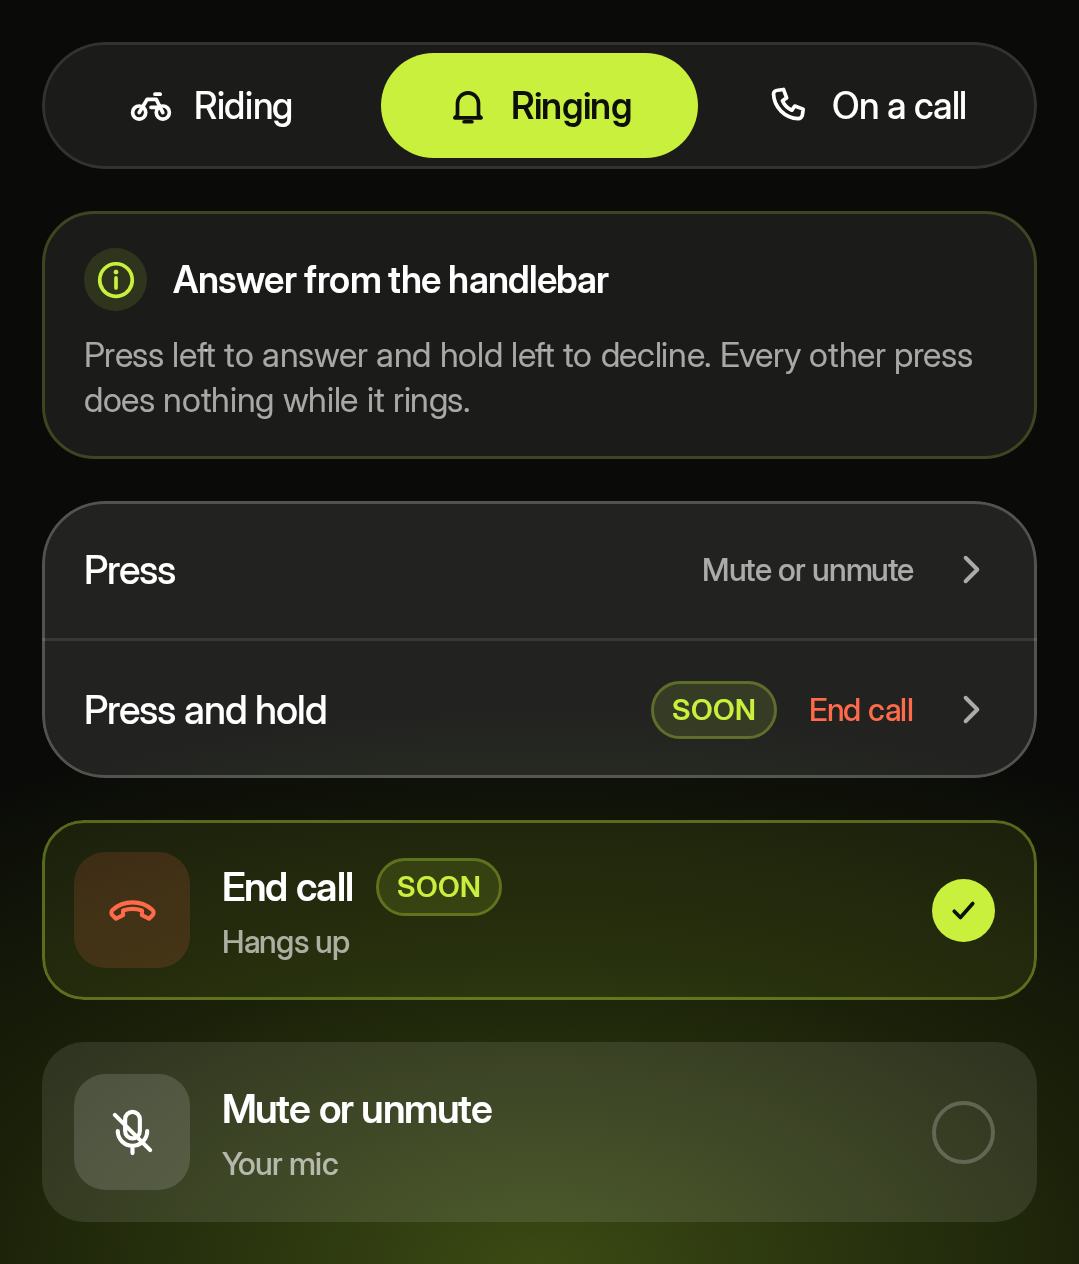 Riding
Ringing
On a call
Answer from the handlebar
Press left to answer and hold left to decline. Every other press
does nothing while it rings.
Press
Mute or unmute
Press and hold
SOON
End call
End call
SOON
Hangs up
Mute or unmute
Your mic